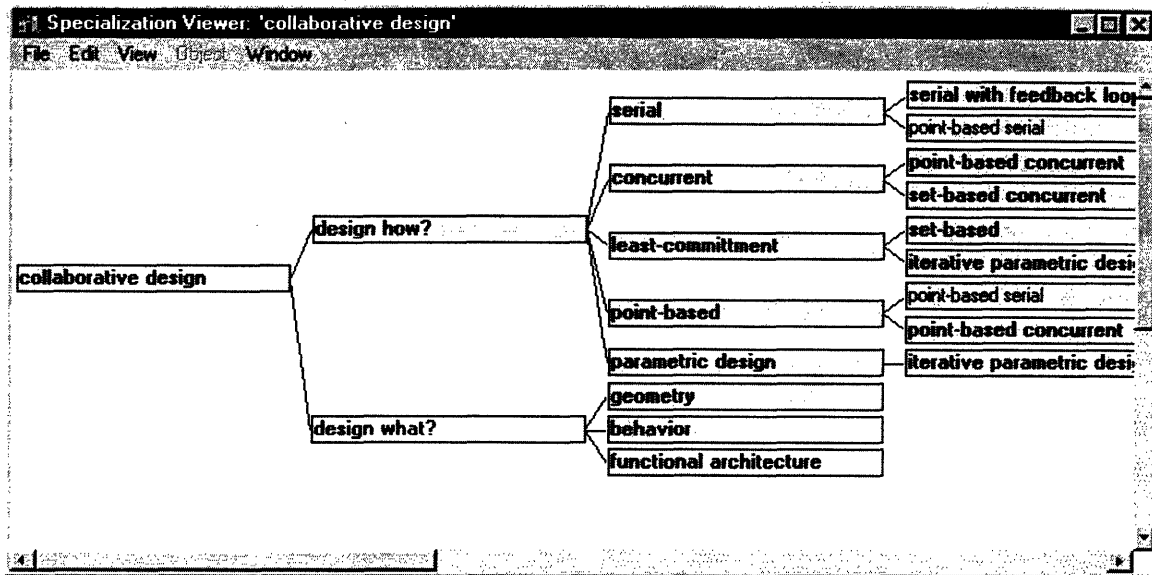 Specialization Viewer: 'collaborative design'
File Edit View Object Window
serial with feedback loop
serial
point-based serial
point-based concurrent
concurrent
set-based concurrent
design how?
set-based
least-committment
iterative parametric desi
collaborative design
point-based serial
point-based
point-based concurrent
parametric design
iterative parametric desi
geometry
design what?
behavior
functional architecture